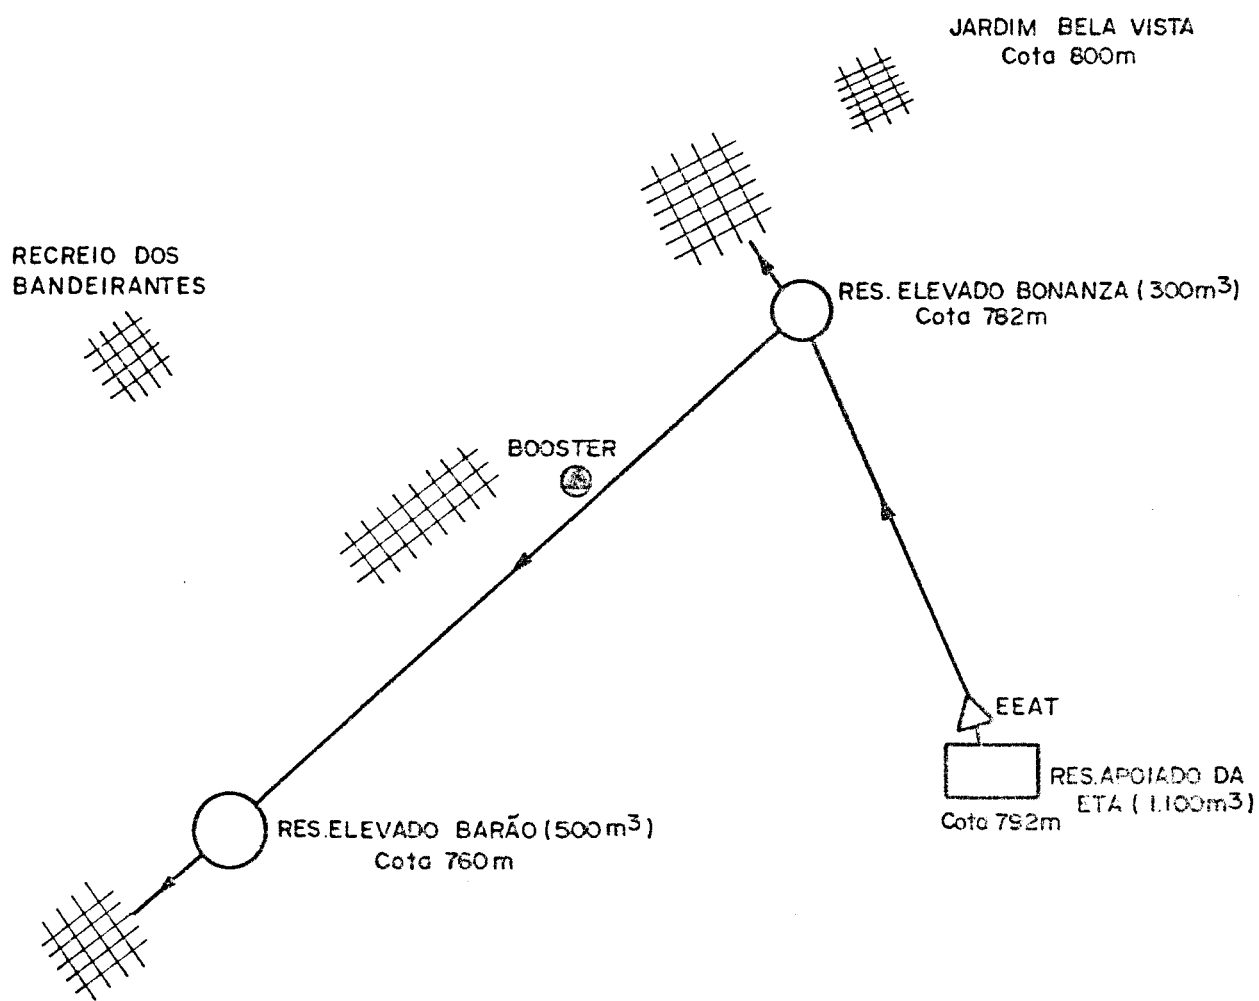 JARDIM BELA VISTA
Cota 800m
RECREIO DOS
BANDEIRANTES
RES. ELEVADO BONANZA (300m³)
Cota 782m
BOOSTER
EEAT
RES. APOIADO DA
ETA (1.100m³)
Cota 792m
RES. ELEVADO BARÃO (500m³)
Cota 760m